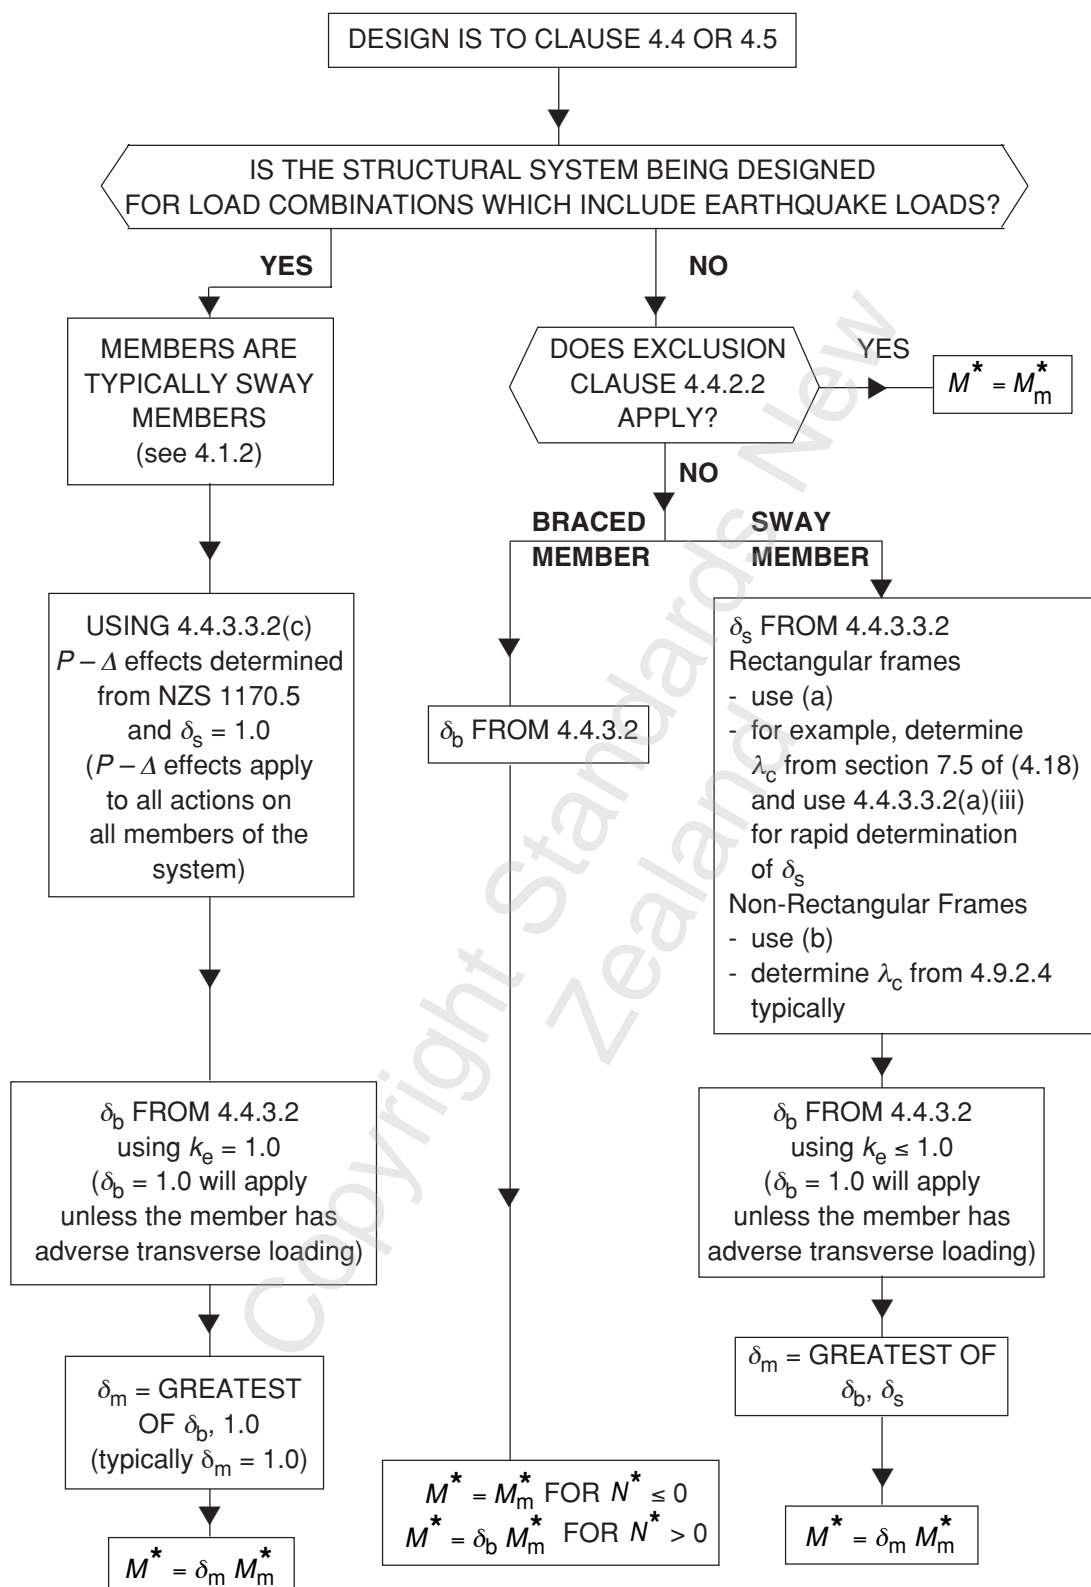 DESIGN IS TO CLAUSE 4.4 OR 4.5
IS THE STRUCTURAL SYSTEM BEING DESIGNED
FOR LOAD COMBINATIONS WHICH INCLUDE EARTHQUAKE LOADS?
YES
NO
MEMBERS ARE
TYPICALLY SWAY
MEMBERS
(see 4.1.2)
DOES EXCLUSION
CLAUSE 4.4.2.2
APPLY?
YES
M* = M*m
NO
BRACED
MEMBER
SWAY
MEMBER
USING 4.4.3.3.2(c)
P – Δ effects determined
from NZS 1170.5
and δs = 1.0
(P – Δ effects apply
to all actions on
all members of the
system)
δb FROM 4.4.3.2
δs FROM 4.4.3.3.2
Rectangular frames
- use (a)
- for example, determine
λc from section 7.5 of (4.18)
and use 4.4.3.3.2(a)(iii)
for rapid determination
of δs
Non-Rectangular Frames
- use (b)
- determine λc from 4.9.2.4
typically
δb FROM 4.4.3.2
using ke = 1.0
(δb = 1.0 will apply
unless the member has
adverse transverse loading)
δb FROM 4.4.3.2
using ke ≤ 1.0
(δb = 1.0 will apply
unless the member has
adverse transverse loading)
δm = GREATEST
OF δb, 1.0
(typically δm = 1.0)
δm = GREATEST OF
δb, δs
M* = M*m FOR N* ≤ 0
M* = δb M*m FOR N* > 0
M* = δm M*m
M* = δm M*m
Copyright Standards New
Zealand